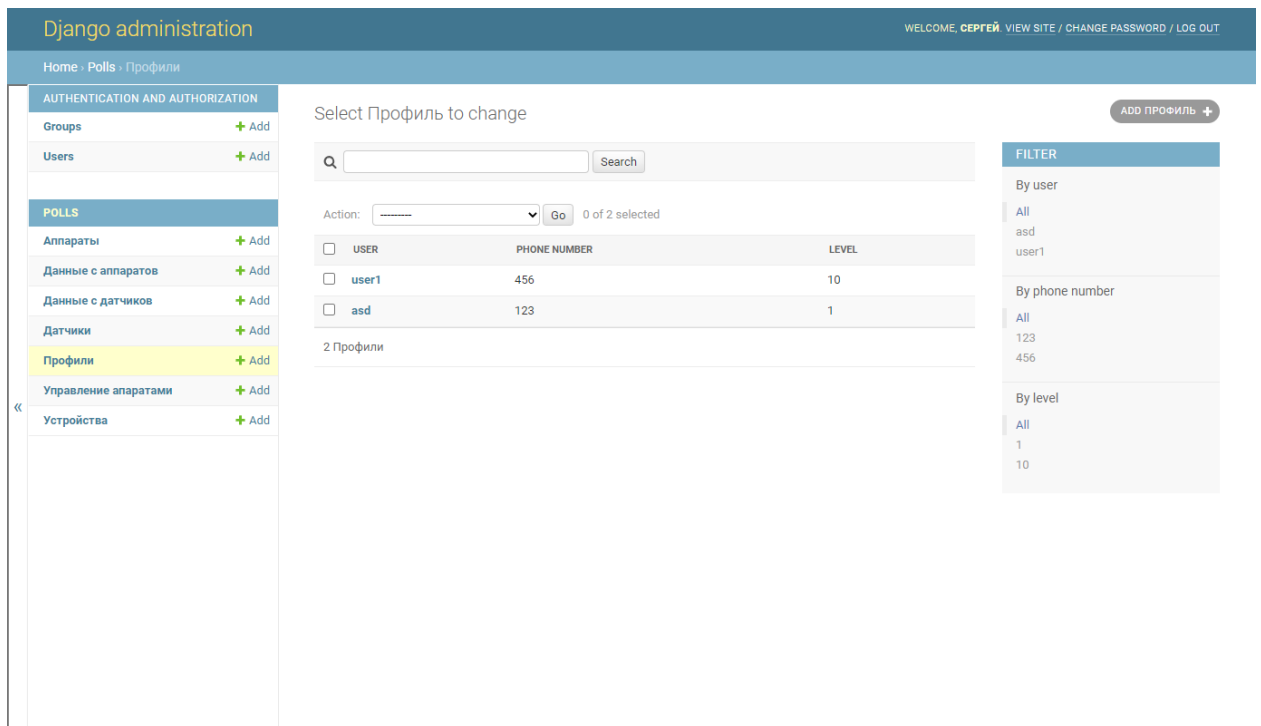 Django administration
WELCOME, СЕРГЕЙ. VIEW SITE / CHANGE PASSWORD / LOG OUT
Home › Polls › Профили
«
AUTHENTICATION AND AUTHORIZATION
Groups + Add
Users + Add
POLLS
Аппараты + Add
Данные с аппаратов + Add
Данные с датчиков + Add
Датчики + Add
Профили + Add
Управление апаратами + Add
Устройства + Add
Select Профиль to change
ADD ПРОФИЛЬ +
Search
Action: --------- Go 0 of 2 selected
USER PHONE NUMBER LEVEL
user1 456 10
asd 123 1
2 Профили
FILTER
By user
All
asd
user1
By phone number
All
123
456
By level
All
1
10